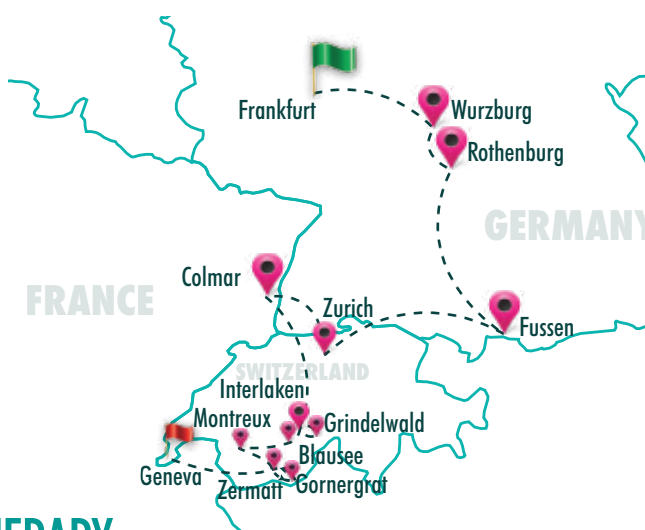 Frankfurt
Wurzburg
Rothenburg
GERMANY
Colmar
FRANCE
Zurich
Fussen
SWITZERLAND
Interlaken
Montreux
Grindelwald
Blausee
Geneva
Zermatt
Gornergrat